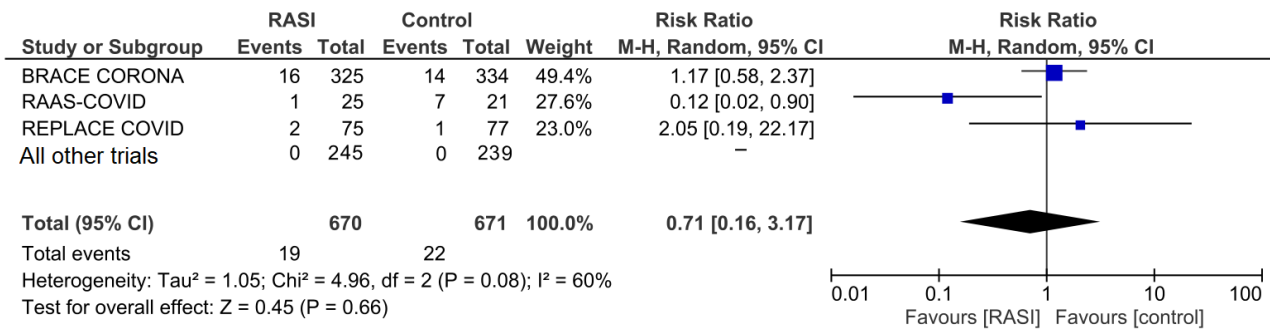 RASI Control Risk Ratio Risk Ratio
Study or Subgroup Events Total Events Total Weight M-H, Random, 95% CI M-H, Random, 95% CI
BRACE CORONA 16 325 14 334 49.4% 1.17 [0.58, 2.37]
RAAS-COVID 1 25 7 21 27.6% 0.12 [0.02, 0.90]
REPLACE COVID 2 75 1 77 23.0% 2.05 [0.19, 22.17]
All other trials 0 245 0 239 –
Total (95% CI) 670 671 100.0% 0.71 [0.16, 3.17]
Total events 19 22
Heterogeneity: Tau² = 1.05; Chi² = 4.96, df = 2 (P = 0.08); I² = 60%
Test for overall effect: Z = 0.45 (P = 0.66)
0.01 0.1 1 10 100
Favours [RASI] Favours [control]